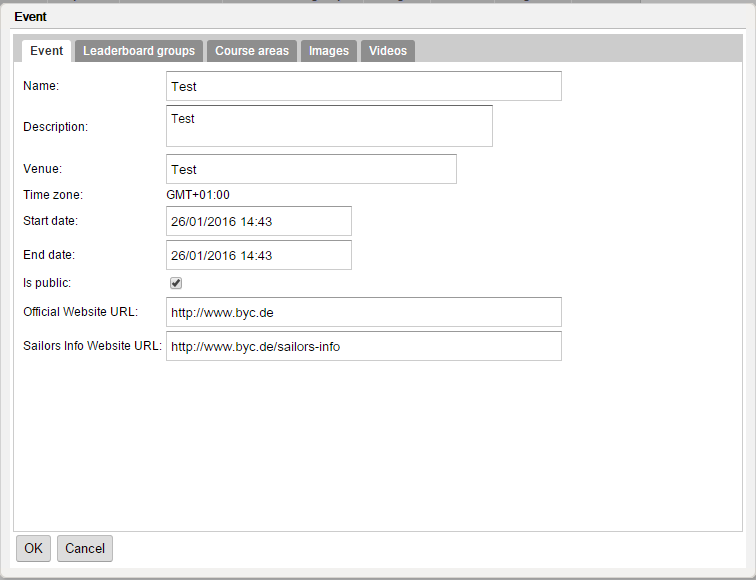 Event
Event Leaderboard groups Course areas Images Videos
Name: Test
Description: Test
Venue: Test
Time zone: GMT+01:00
Start date: 26/01/2016 14:43
End date: 26/01/2016 14:43
Is public:
Official Website URL: http://www.byc.de
Sailors Info Website URL: http://www.byc.de/sailors-info
OK Cancel